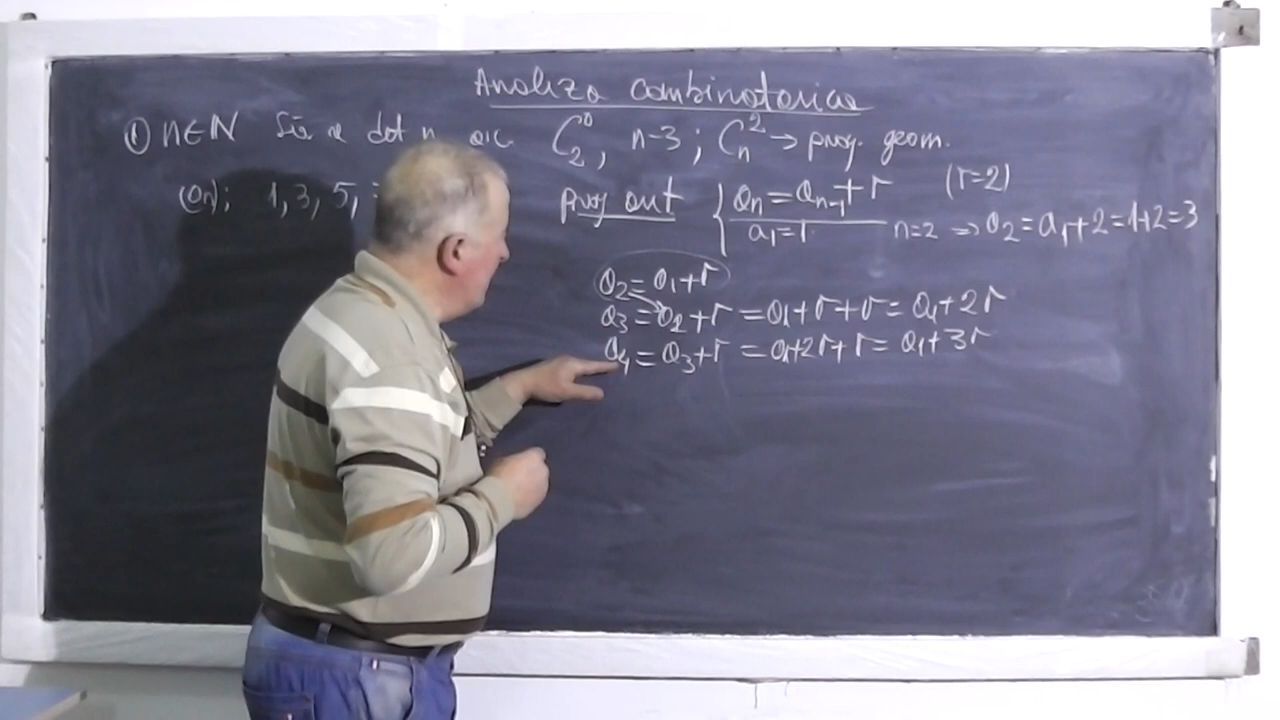 Analiza combinatorica
① n∈N Să se det n a.î. C₂⁰, n-3; Cₙ² → prog. geom.
(aₙ); 1, 3, 5, prog arit { aₙ = aₙ₋₁ + r (r=2)
a₁=1 n=2 ⇒ a₂ = a₁+2 = 1+2 = 3
a₂ = a₁ + r
a₃ = a₂ + r = a₁ + r + r = a₁ + 2r
a₄ = a₃ + r = a₁ + 2r + r = a₁ + 3r